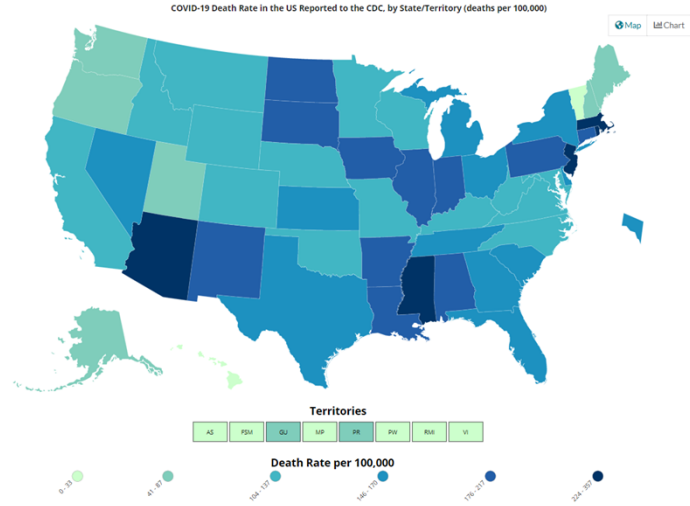 COVID-19 Death Rate in the US Reported to the CDC, by State/Territory (deaths per 100,000)
Map Chart
Territories
AS FSM GU MP PR PW RMI VI
Death Rate per 100,000
0 - 33 41 - 87 104 - 137 146 - 170 176 - 217 224 - 357